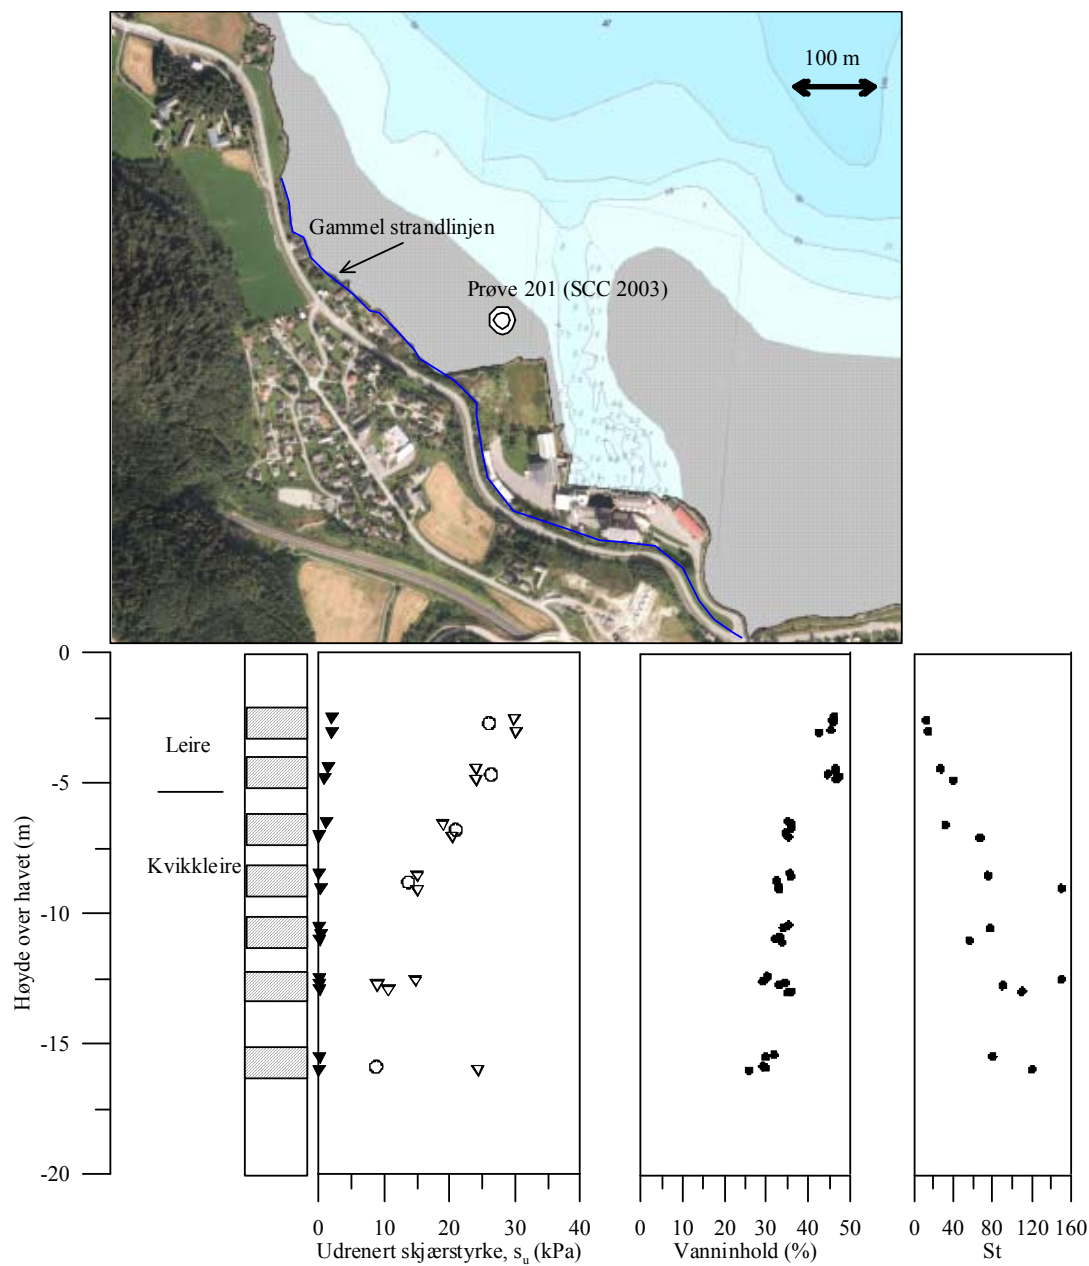 100 m
Gammel strandlinjen
Prøve 201 (SCC 2003)
0
-5
-10
-15
-20
Høyde over havet (m)
Leire
Kvikkleire
0 10 20 30 40
Udrenert skjærstyrke, su (kPa)
0 10 20 30 40 50
Vanninhold (%)
0 40 80 120 160
St